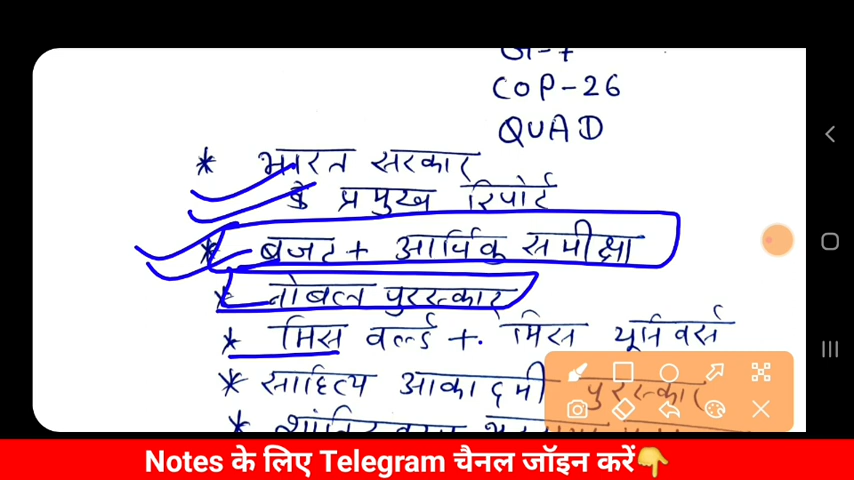 COP-26
QUAD
* भारत सरकार
के प्रमुख रिपोर्ट
* बजट + आर्थिक समीक्षा
* नोबल पुरस्कार
* मिस वर्ल्ड + मिस यूनिवर्स
* साहित्य अकादमी पुरस्कार
Notes के लिए Telegram चैनल जॉइन करें👇